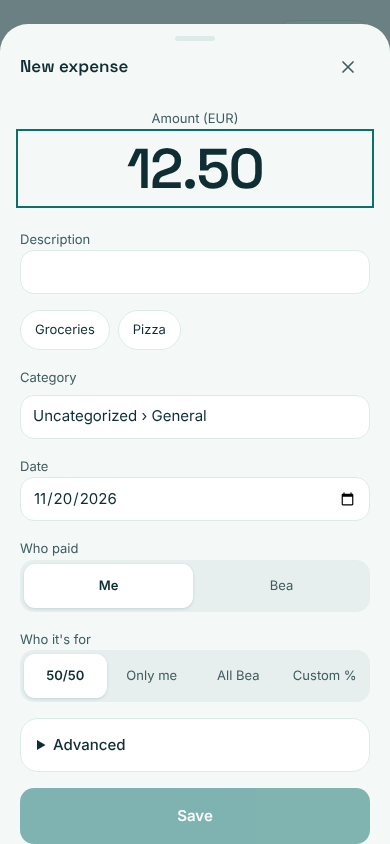 New expense
Amount (EUR)
12.50
Description
Groceries
Pizza
Category
Uncategorized › General
Date
11/20/2026
Who paid
Me
Bea
Who it's for
50/50
Only me
All Bea
Custom %
Advanced
Save